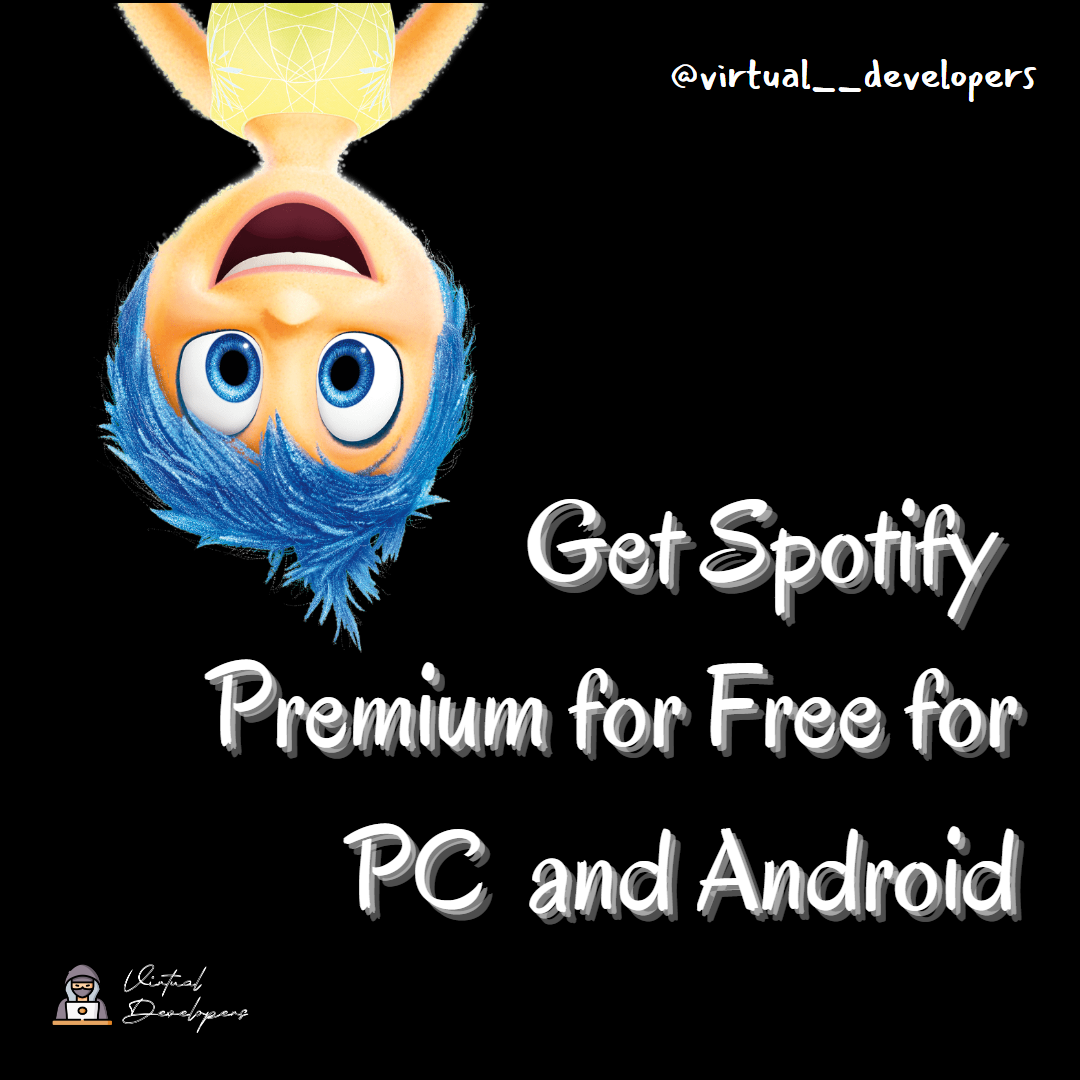 @virtual__developers
Get Spotify
Premium for Free for
PC and Android
Virtual
Developers